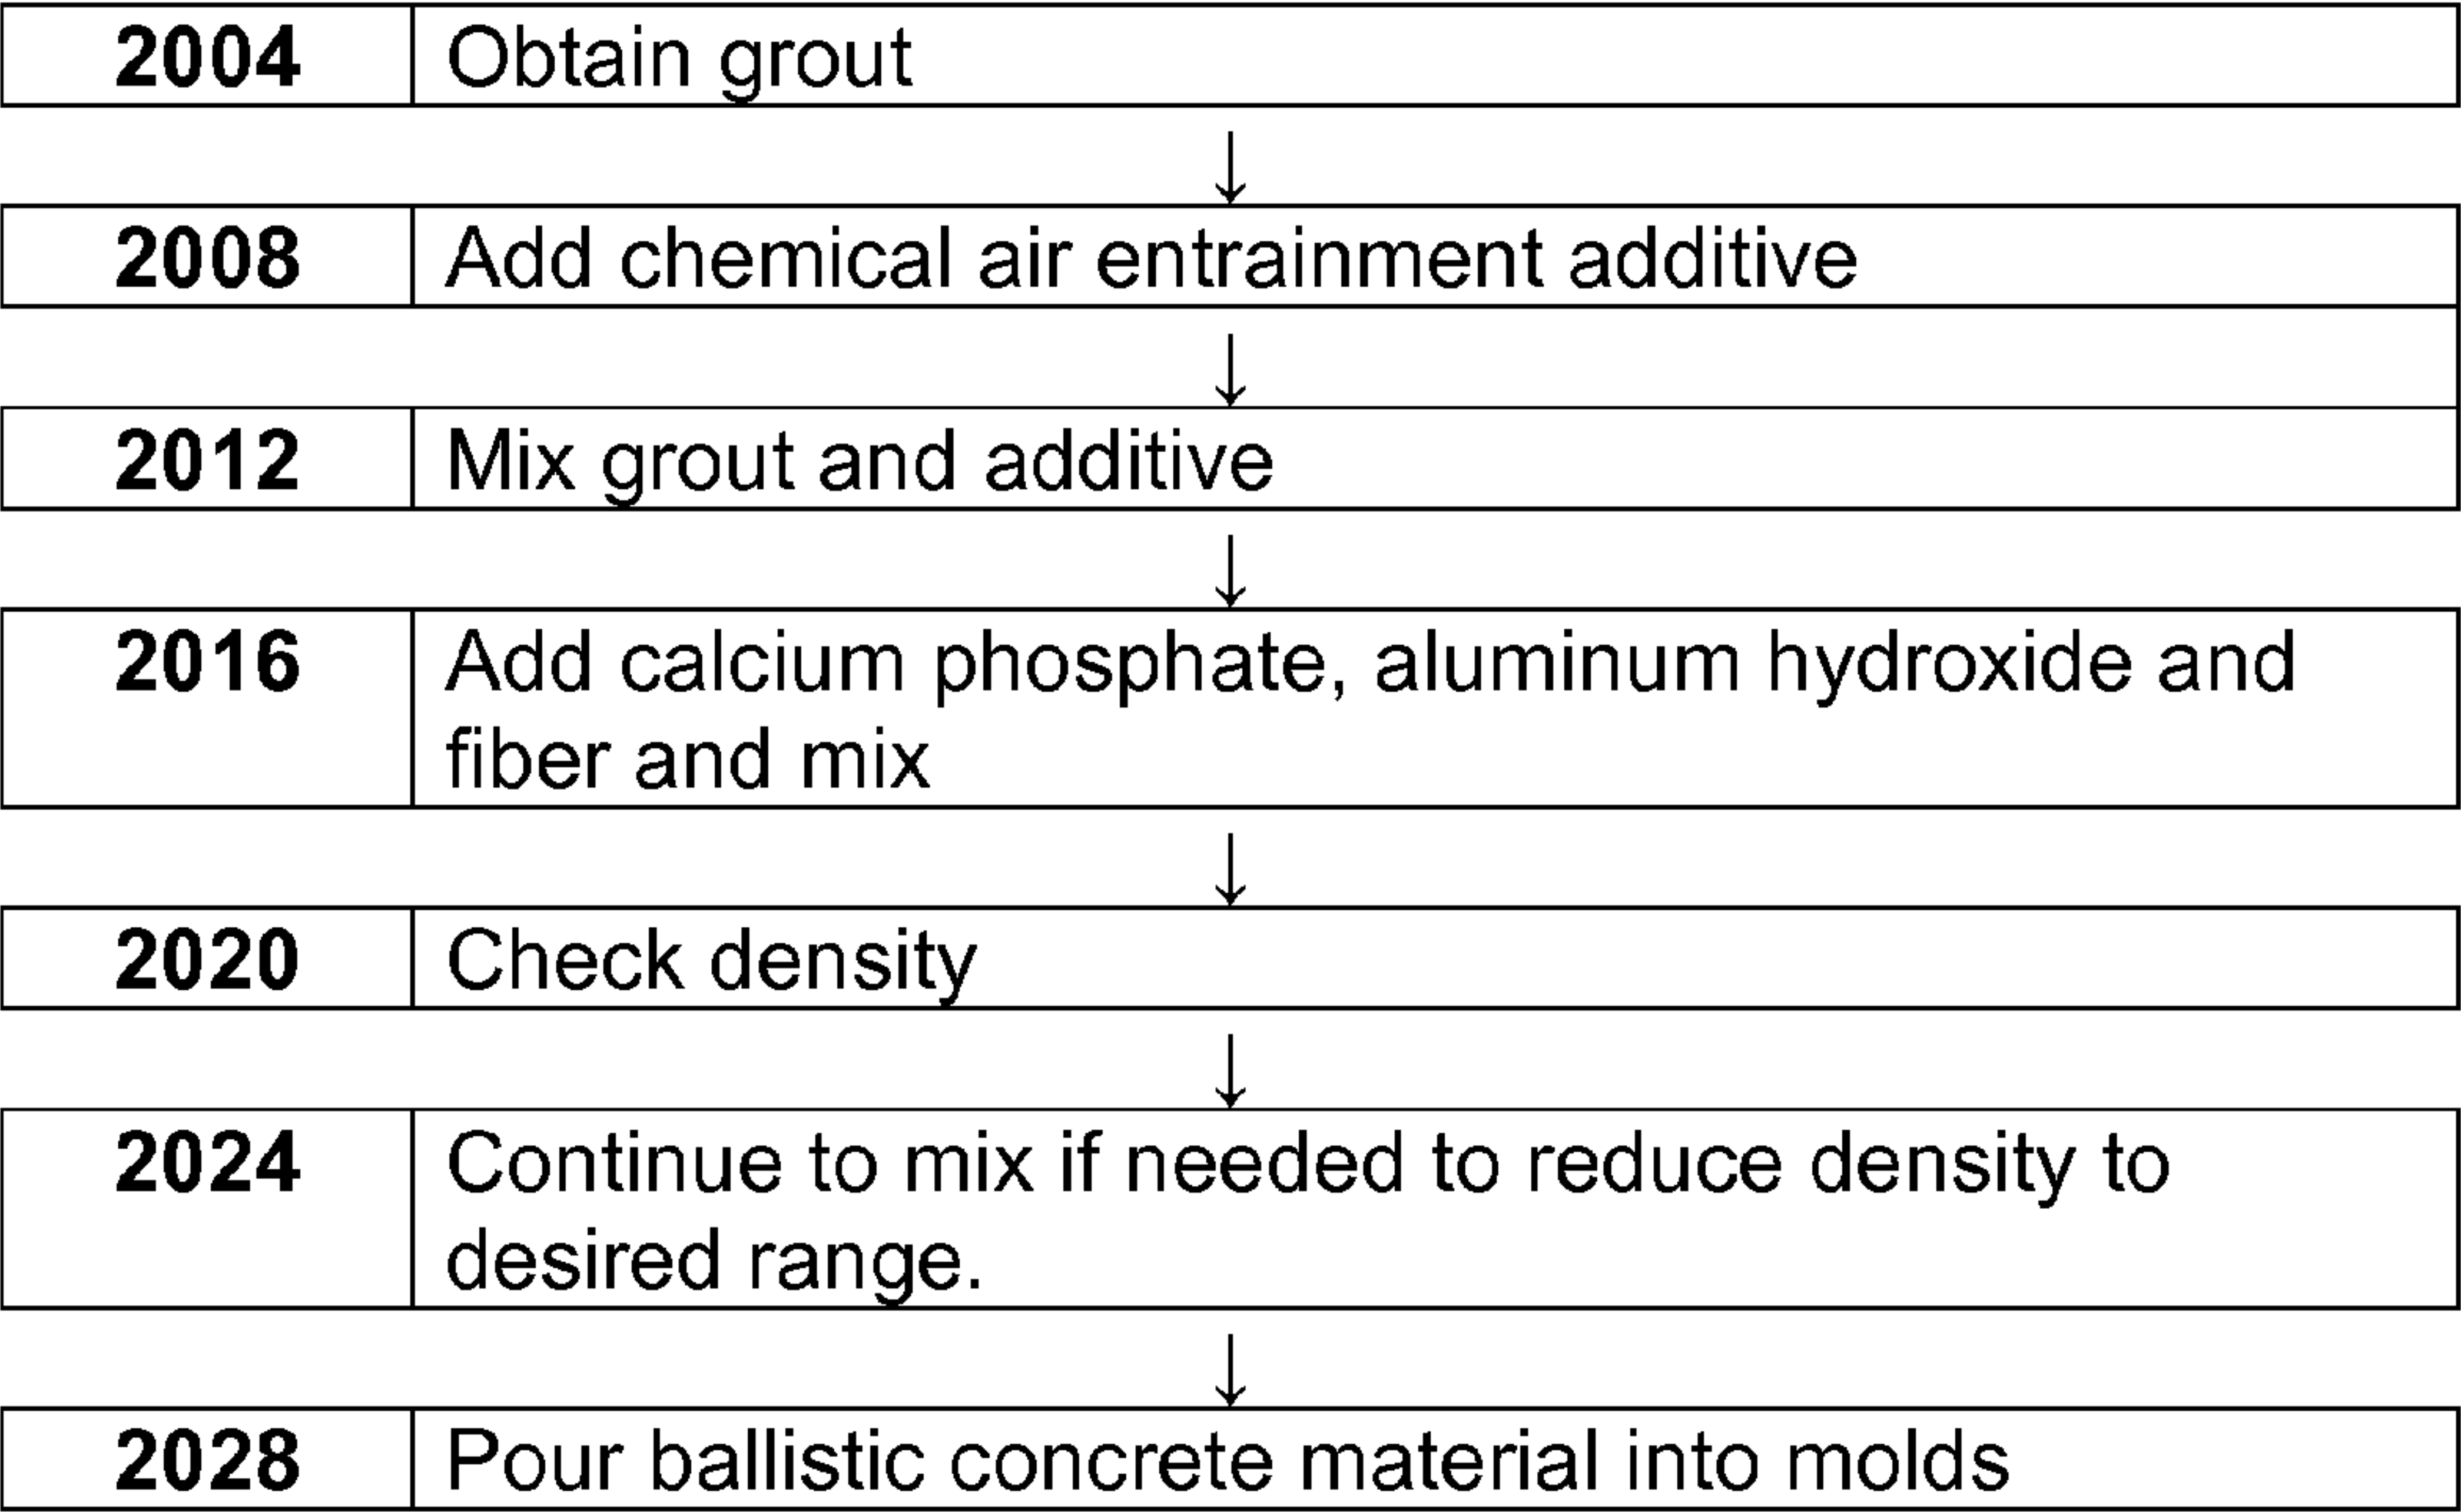 2004 Obtain grout
↓
2008 Add chemical air entrainment additive
↓
2012 Mix grout and additive
↓
2016 Add calcium phosphate, aluminum hydroxide and
fiber and mix
↓
2020 Check density
↓
2024 Continue to mix if needed to reduce density to
desired range.
↓
2028 Pour ballistic concrete material into molds